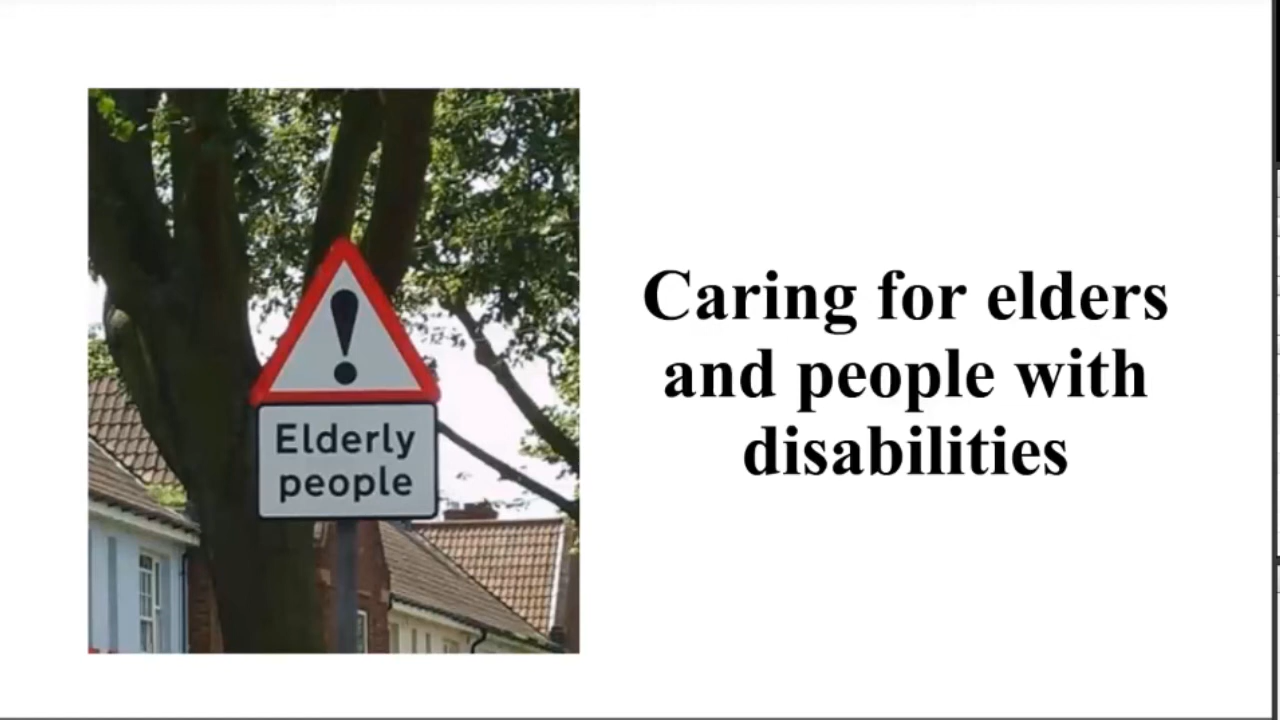 Elderly
people
Caring for elders
and people with
disabilities